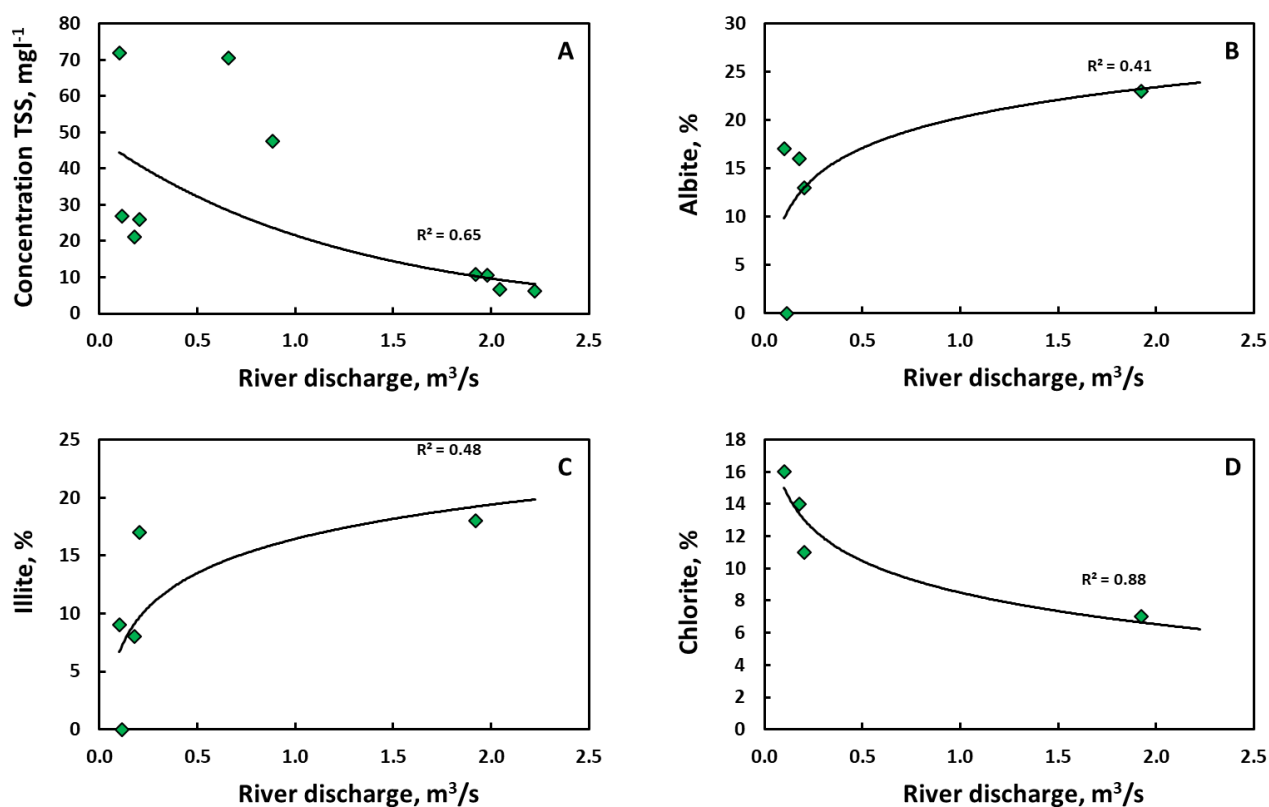 A
Concentration TSS, mgl⁻¹
80
70
60
50
40
30
20
10
0
R² = 0.65
0.0 0.5 1.0 1.5 2.0 2.5
River discharge, m³/s
B
Albite, %
30
25
20
15
10
5
0
R² = 0.41
0.0 0.5 1.0 1.5 2.0 2.5
River discharge, m³/s
C
Illite, %
25
20
15
10
5
0
R² = 0.48
0.0 0.5 1.0 1.5 2.0 2.5
River discharge, m³/s
D
Chlorite, %
18
16
14
12
10
8
6
4
2
0
R² = 0.88
0.0 0.5 1.0 1.5 2.0 2.5
River discharge, m³/s